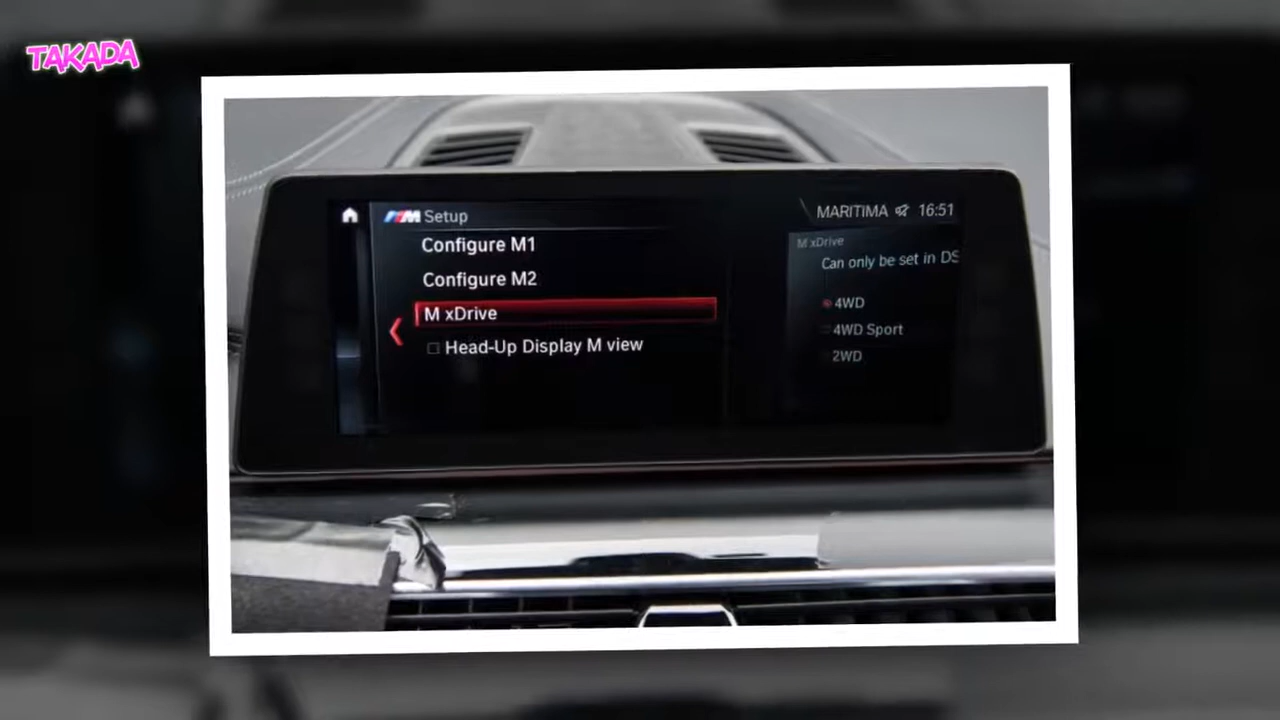 TAKADA
M Setup
MARITIMA 16:51
Configure M1
Configure M2
M xDrive
Head-Up Display M view
M xDrive
Can only be set in DS
4WD
4WD Sport
2WD